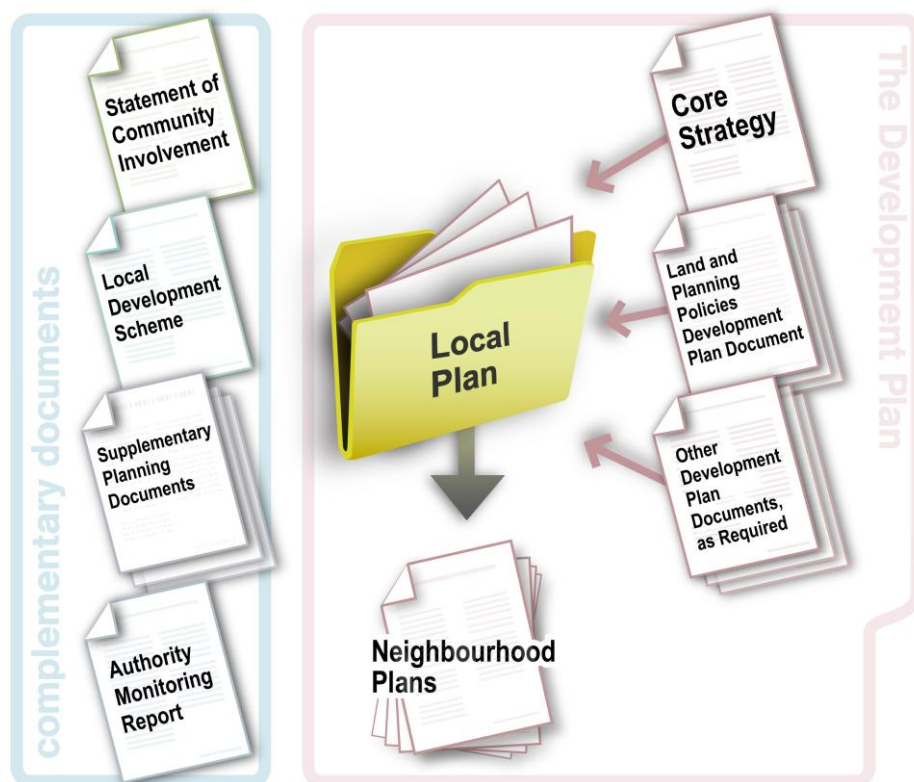 complementary documents
Statement of
Community
Involvement
Local
Development
Scheme
Supplementary
Planning
Documents
Authority
Monitoring
Report
The Development Plan
Core
Strategy
Land and
Planning
Policies
Development
Plan Document
Other
Development
Plan
Documents,
as Required
Local
Plan
Neighbourhood
Plans